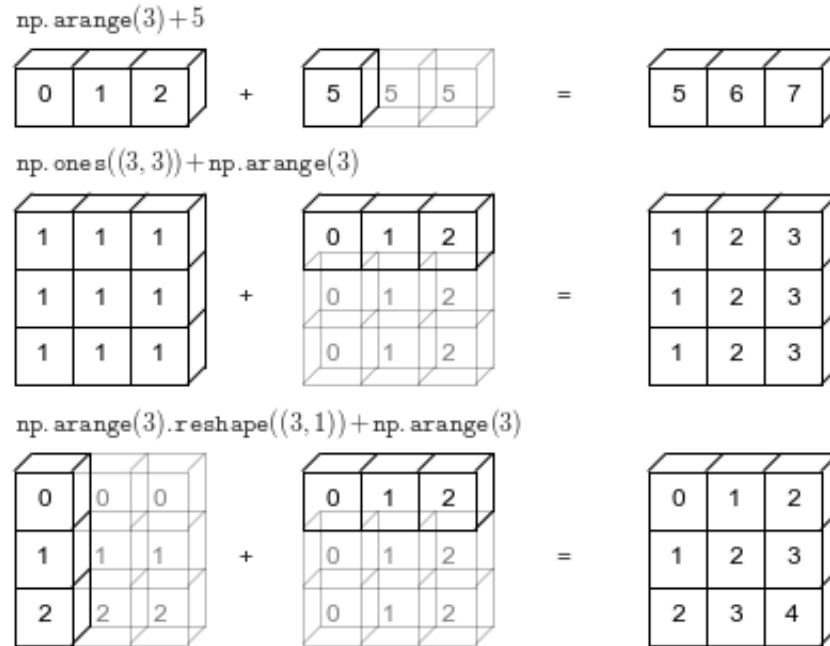 np.arange(3)+5
0 1 2 + 5 5 5 = 5 6 7
np.ones((3, 3))+np.arange(3)
1 1 1 0 1 2 1 2 3
1 1 1 + 0 1 2 = 1 2 3
1 1 1 0 1 2 1 2 3
np.arange(3).reshape((3, 1))+np.arange(3)
0 0 0 0 1 2 0 1 2
1 1 1 + 0 1 2 = 1 2 3
2 2 2 0 1 2 2 3 4